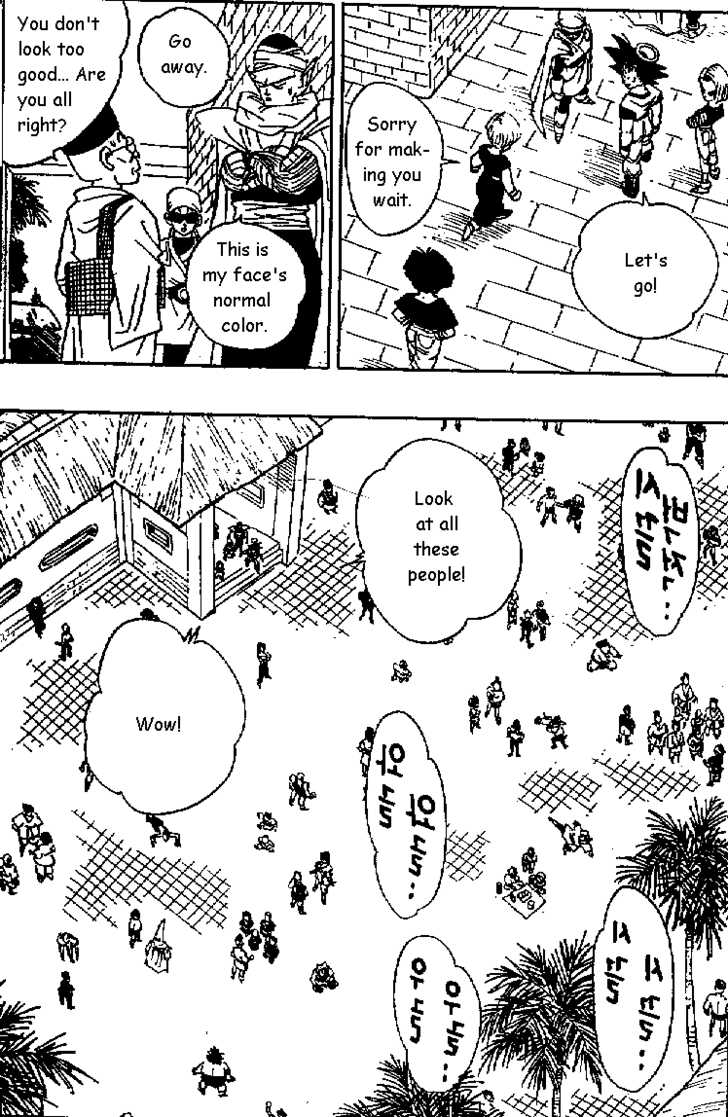 You don't
look too
good... Are
you all
right?
Go
away.
This is
my face's
normal
color.
Sorry
for mak-
ing you
wait.
Let's
go!
Look
at all
these
people!
Wow!